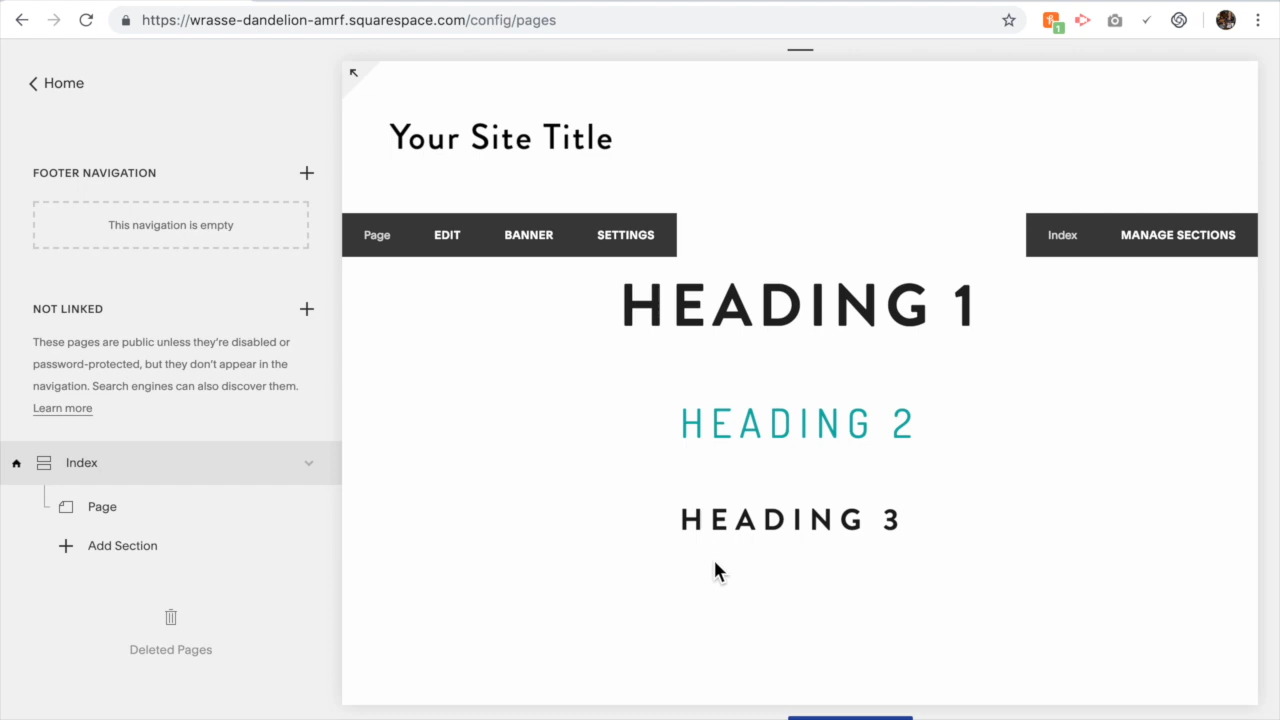 https://wrasse-dandelion-amrf.squarespace.com/config/pages
1
Home
FOOTER NAVIGATION
This navigation is empty
NOT LINKED
These pages are public unless they're disabled or
password-protected, but they don't appear in the
navigation. Search engines can also discover them.
Learn more
Index
Page
Add Section
Deleted Pages
Your Site Title
Page EDIT BANNER SETTINGS
Index MANAGE SECTIONS
HEADING 1
HEADING 2
HEADING 3